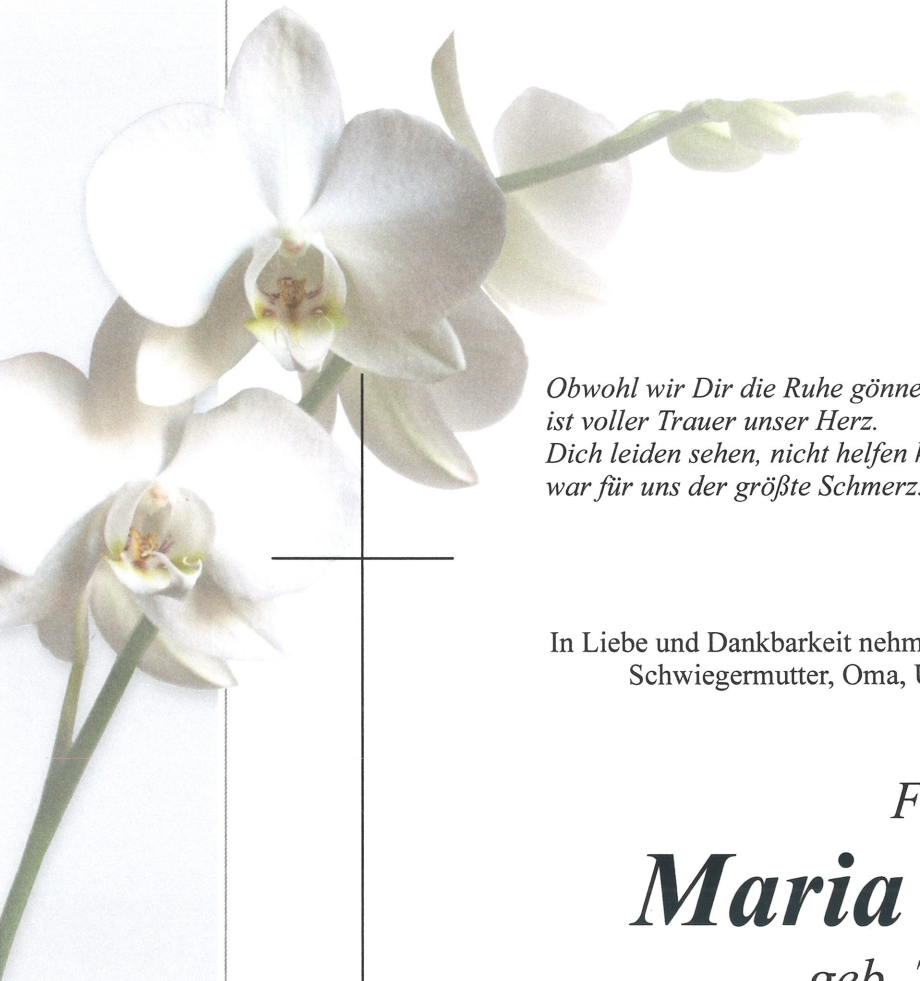 Obwohl wir Dir die Ruhe gönne
ist voller Trauer unser Herz.
Dich leiden sehen, nicht helfen k
war für uns der größte Schmerz.
In Liebe und Dankbarkeit nehm
Schwiegermutter, Oma, U
F
Maria
geb.